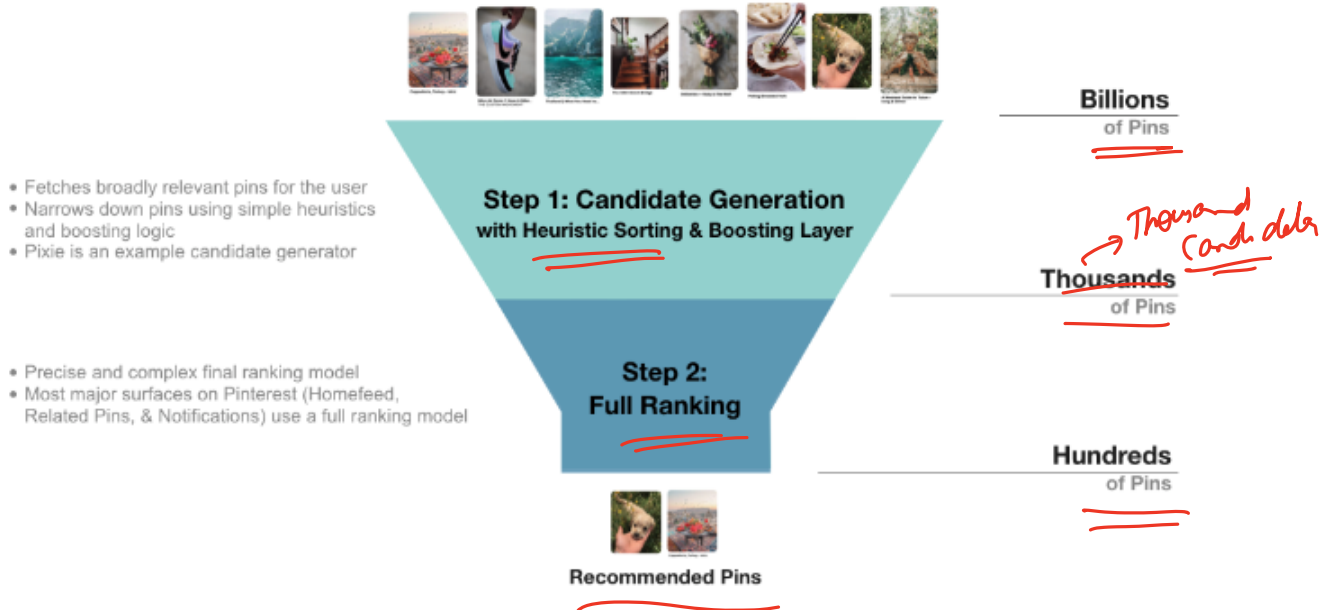 Billions
of Pins
• Fetches broadly relevant pins for the user
• Narrows down pins using simple heuristics
and boosting logic
• Pixie is an example candidate generator
Step 1: Candidate Generation
with Heuristic Sorting & Boosting Layer
Thousand
Thousands
of Pins
• Precise and complex final ranking model
• Most major surfaces on Pinterest (Homefeed,
Related Pins, & Notifications) use a full ranking model
Step 2:
Full Ranking
Hundreds
of Pins
Recommended Pins